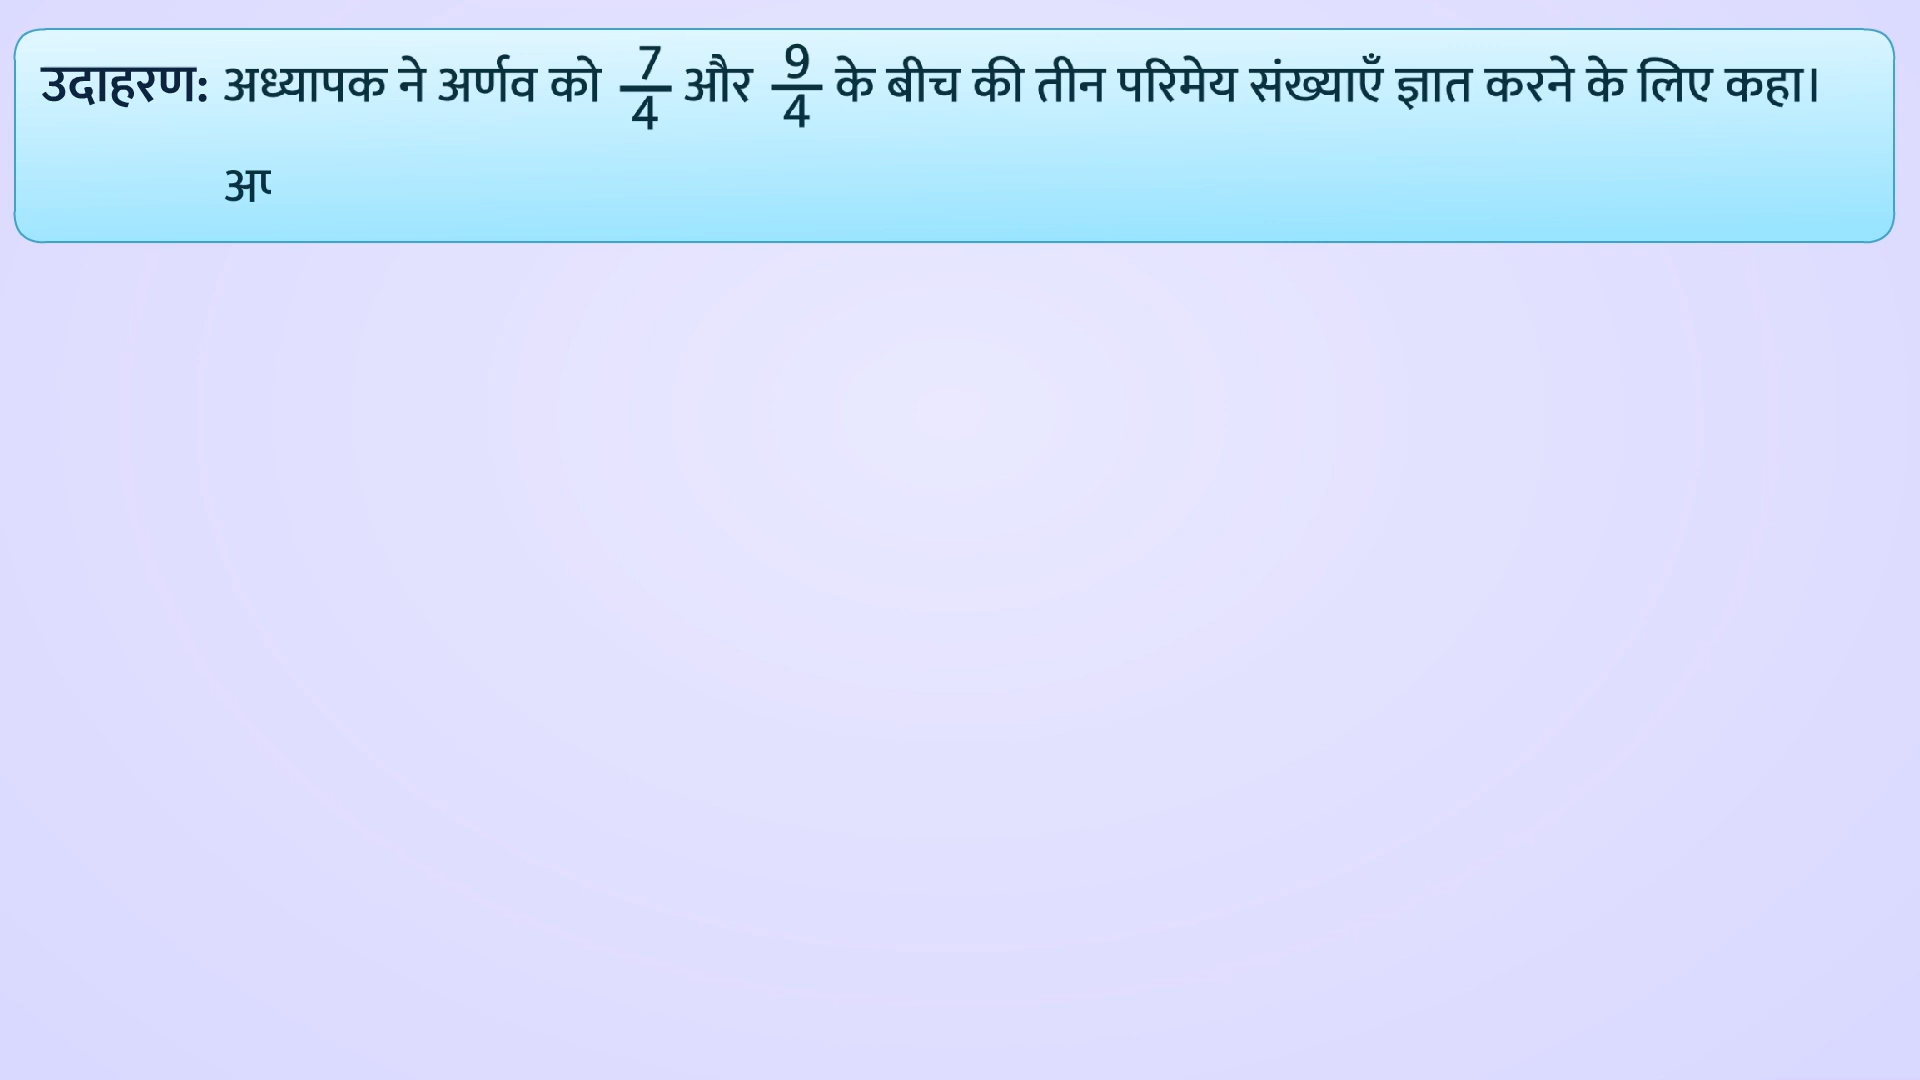 उदाहरण: अध्यापक ने अर्णव को 7/4 और 9/4 के बीच की तीन परिमेय संख्याएँ ज्ञात करने के लिए कहा।